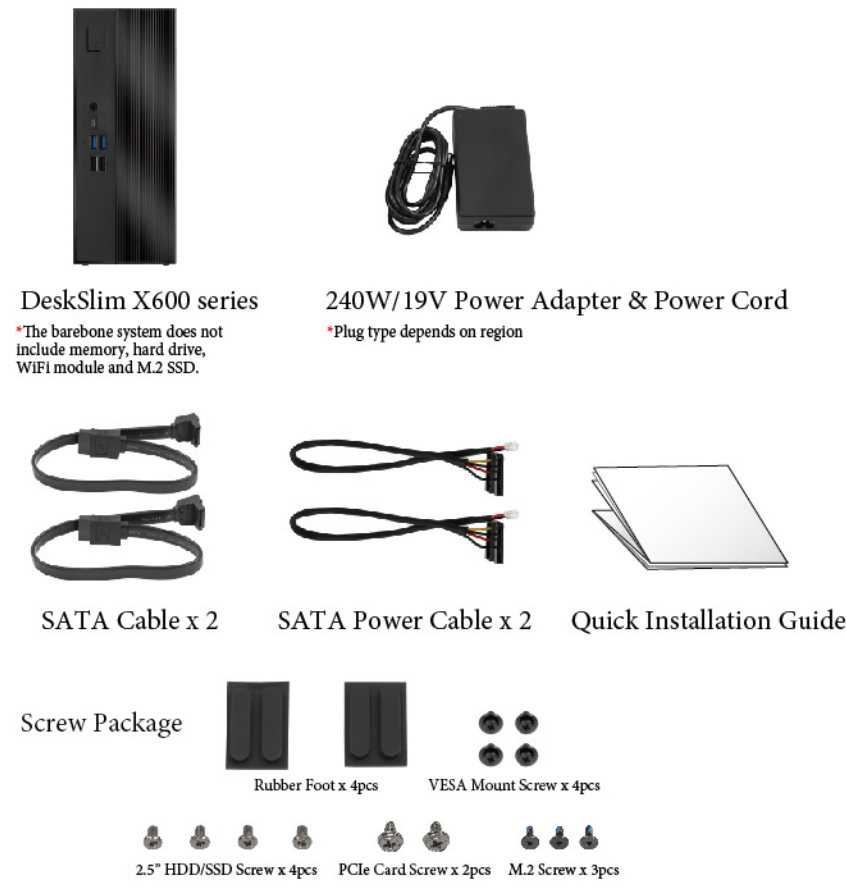 DeskSlim X600 series
*The barebone system does not
include memory, hard drive,
WiFi module and M.2 SSD.
240W/19V Power Adapter & Power Cord
*Plug type depends on region
SATA Cable x 2
SATA Power Cable x 2
Quick Installation Guide
Screw Package
Rubber Foot x 4pcs
VESA Mount Screw x 4pcs
2.5” HDD/SSD Screw x 4pcs
PCIe Card Screw x 2pcs
M.2 Screw x 3pcs